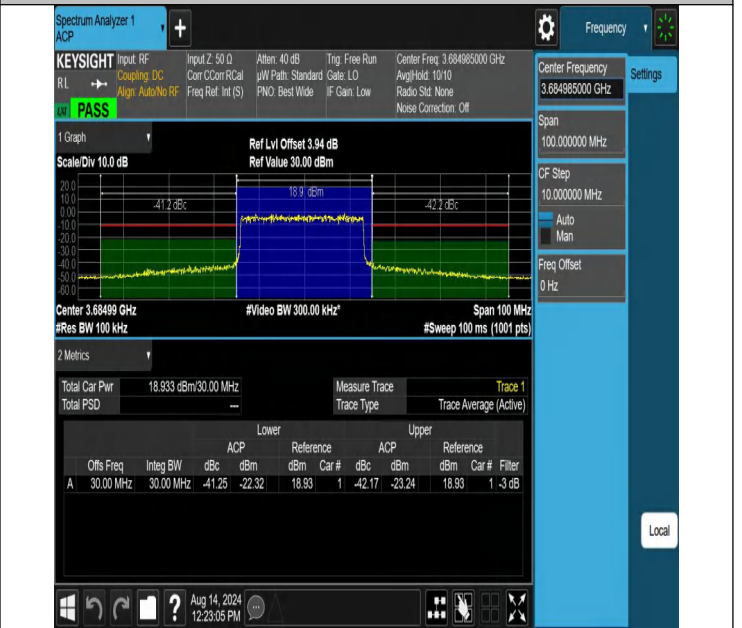 Spectrum Analyzer 1
ACP
Frequency
KEYSIGHT Input: RF Input Z: 50 Ω Atten: 40 dB Trig: Free Run Center Freq: 3.684985000 GHz
RL Coupling: DC Corr CCorr RCal µW Path: Standard Gate: LO Avg|Hold: 10/10
Align: Auto/No RF Freq Ref: Int (S) PNO: Best Wide IF Gain: Low Radio Std: None
PASS Noise Correction: Off
Center Frequency
3.684985000 GHz
Settings
Span
100.000000 MHz
CF Step
10.000000 MHz
Auto
Man
Freq Offset
0 Hz
1 Graph
Ref Lvl Offset 3.94 dB
Scale/Div 10.0 dB Ref Value 30.00 dBm
20.0
10.0
0.00
-10.0
-20.0
-30.0
-40.0
-50.0
-60.0
-41.2 dBc 18.9 dBm -42.2 dBc
Center 3.68499 GHz #Video BW 300.00 kHz* Span 100 MHz
#Res BW 100 kHz #Sweep 100 ms (1001 pts)
2 Metrics
Total Car Pwr 18.933 dBm/30.00 MHz Measure Trace Trace 1
Total PSD --- Trace Type Trace Average (Active)
Lower Upper
ACP Reference ACP Reference
Offs Freq Integ BW dBc dBm dBm Car # dBc dBm dBm Car # Filter
A 30.00 MHz 30.00 MHz -41.25 -22.32 18.93 1 -42.17 -23.24 18.93 1 -3 dB
Local
? Aug 14, 2024
12:23:05 PM